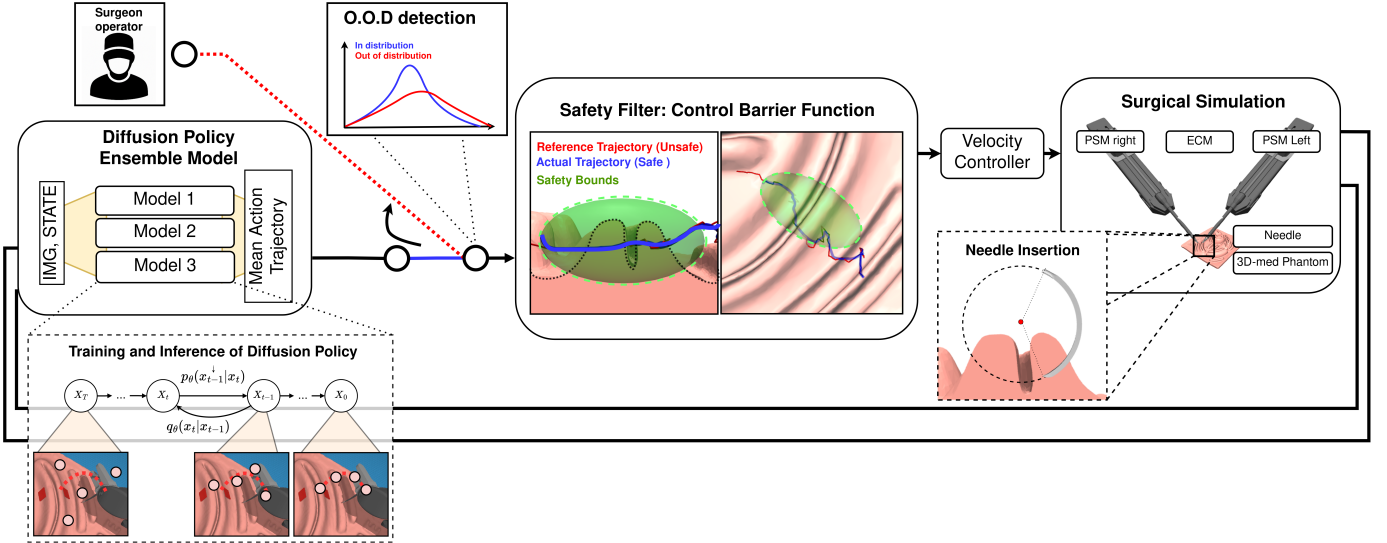 Surgeon
operator
O.O.D detection
In distribution
Out of distribution
Diffusion Policy
Ensemble Model
IMG, STATE
Model 1
Model 2
Model 3
Mean Action
Trajectory
Safety Filter: Control Barrier Function
Reference Trajectory (Unsafe)
Actual Trajectory (Safe )
Safety Bounds
Velocity
Controller
Surgical Simulation
PSM right
ECM
PSM Left
Needle
3D-med Phantom
Needle Insertion
Training and Inference of Diffusion Policy
X_T
...
X_t
p_θ(x_{t-1}|x_t)
q_θ(x_t|x_{t-1})
X_{t-1}
...
X_0